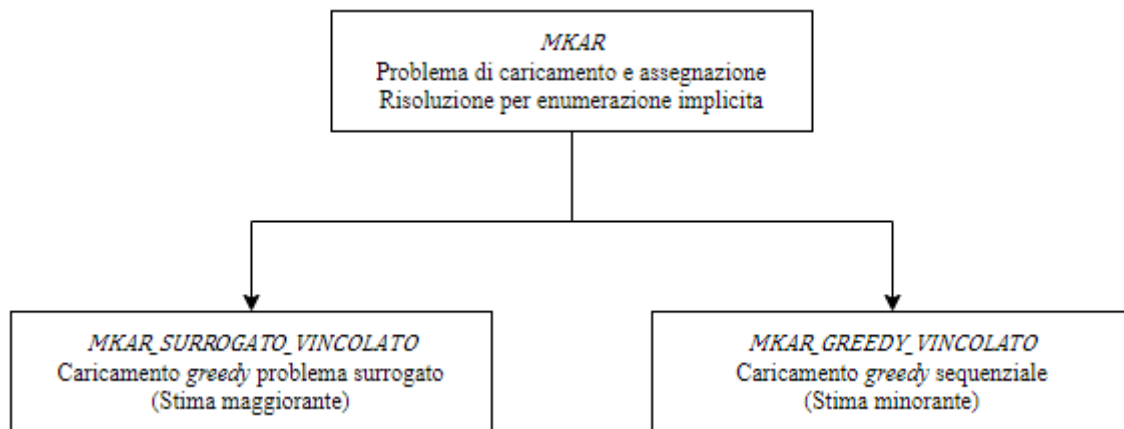 MKAR
Problema di caricamento e assegnazione
Risoluzione per enumerazione implicita
MKAR_SURROGATO_VINCOLATO
Caricamento greedy problema surrogato
(Stima maggiorante)
MKAR_GREEDY_VINCOLATO
Caricamento greedy sequenziale
(Stima minorante)